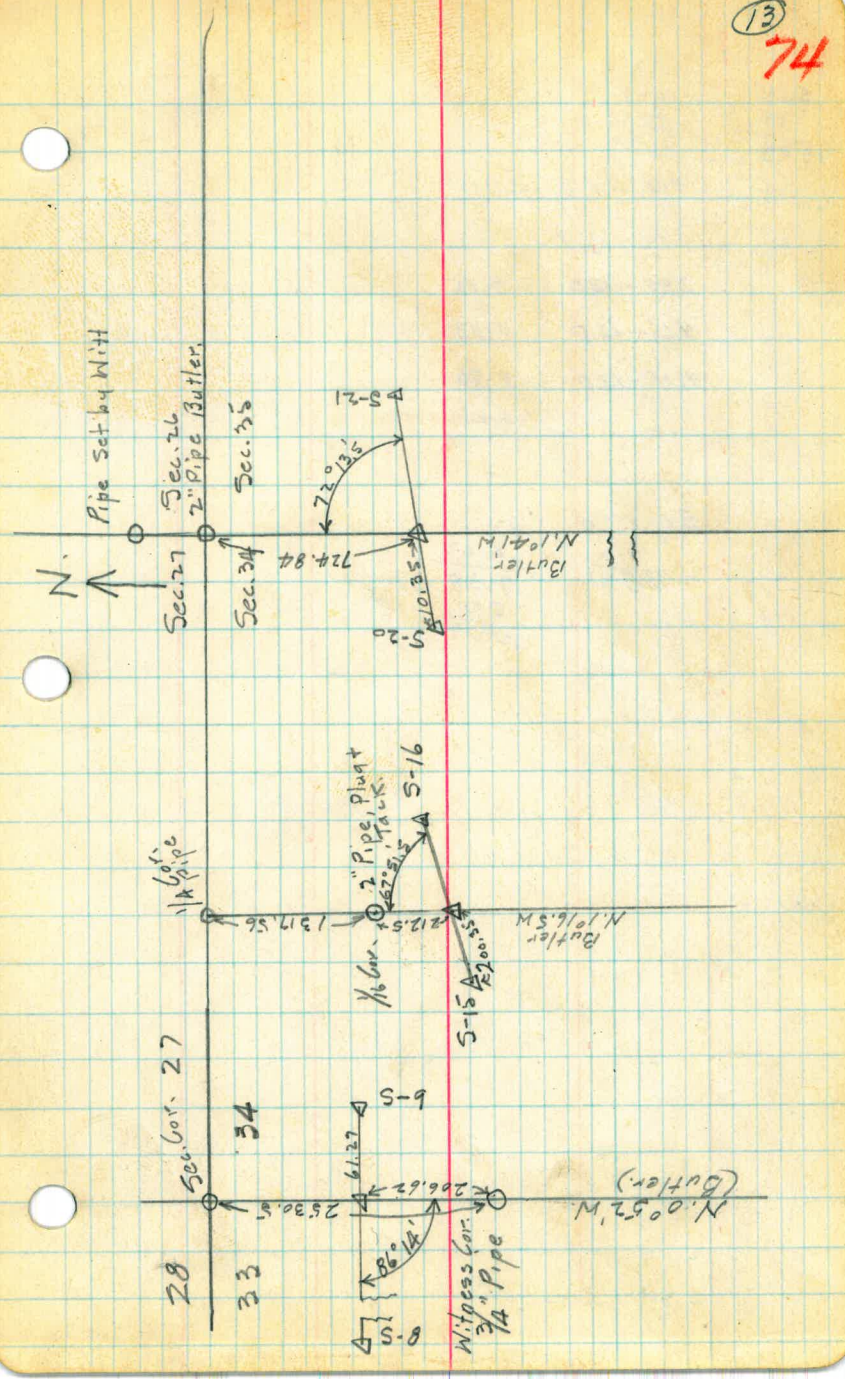 13
74
N.
Pipe Set by Witt
Sec. 27
Sec. 26
2" Pipe Butler.
Sec. 34
Sec. 35
724.84
72° 13.5'
S-21
S-20
10.35
Butler
N.1°41'W
1/4 Cor.
pipe
1317.56
1/16 Cor.
2" Pipe, Plug +
Tack.
67°51.5'
S-16
212.5
S-15
200.35
Butler
N.1°16.5'W
28
Sec. Cor.
27
33
34
2530.5
61.27
S-9
206.62
86°
14'
S-8
Witness Cor.
3/4" Pipe
N.0°52'W.
(Butler)